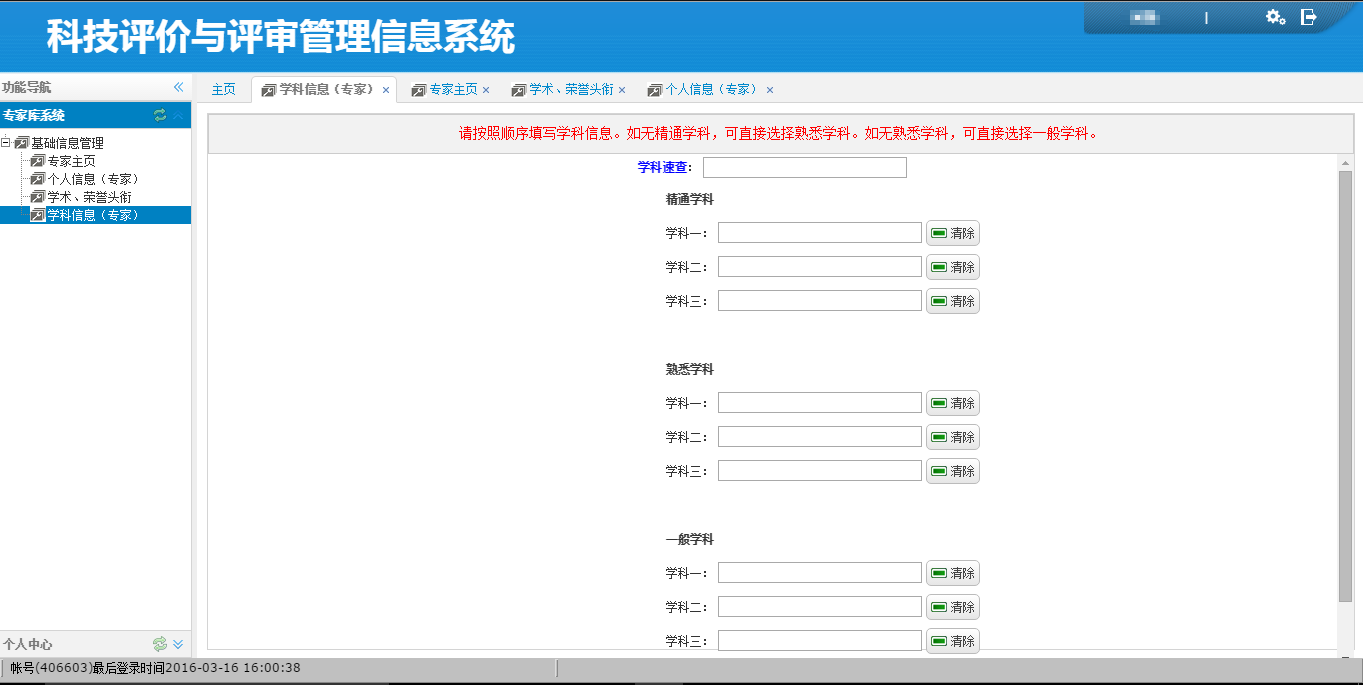 科技评价与评审管理信息系统
功能导航
主页 学科信息（专家） 专家主页 学术、荣誉头衔 个人信息（专家）
专家库系统
基础信息管理
专家主页
个人信息（专家）
学术、荣誉头衔
学科信息（专家）
请按照顺序填写学科信息。如无精通学科，可直接选择熟悉学科。如无熟悉学科，可直接选择一般学科。
学科速查：
精通学科
学科一： 清除
学科二： 清除
学科三： 清除
熟悉学科
学科一： 清除
学科二： 清除
学科三： 清除
一般学科
学科一： 清除
学科二： 清除
学科三： 清除
个人中心
帐号(406603)最后登录时间2016-03-16 16:00:38